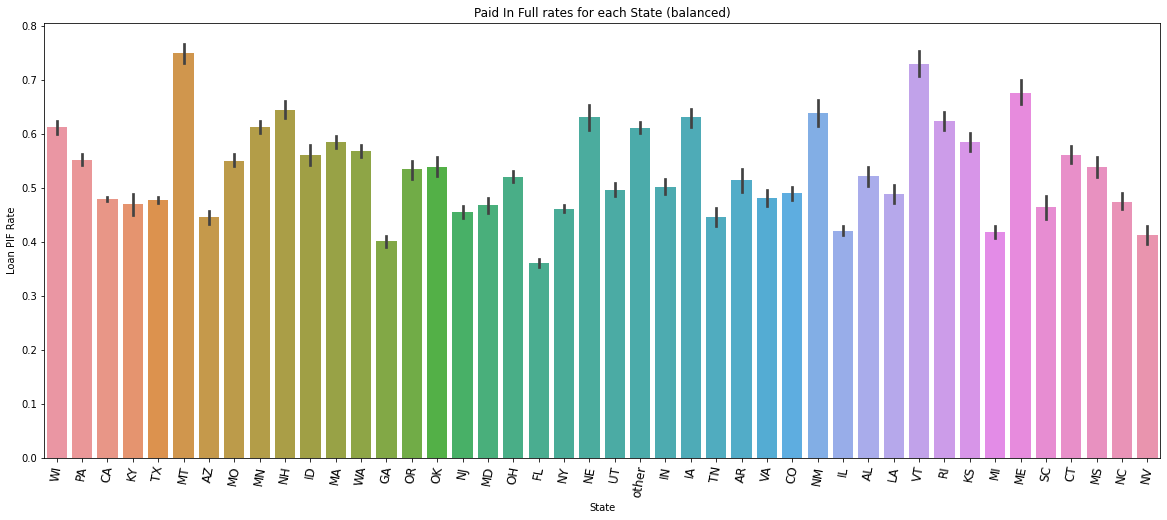 Paid In Full rates for each State (balanced)
Loan PIF Rate
0.8
0.7
0.6
0.5
0.4
0.3
0.2
0.1
0.0
WI PA CA KY TX MT AZ MO MN NH ID MA WA GA OR OK NJ MD OH FL NY NE UT other IN IA TN AR VA CO NM IL AL LA VT RI KS MI ME SC CT MS NC NV
State